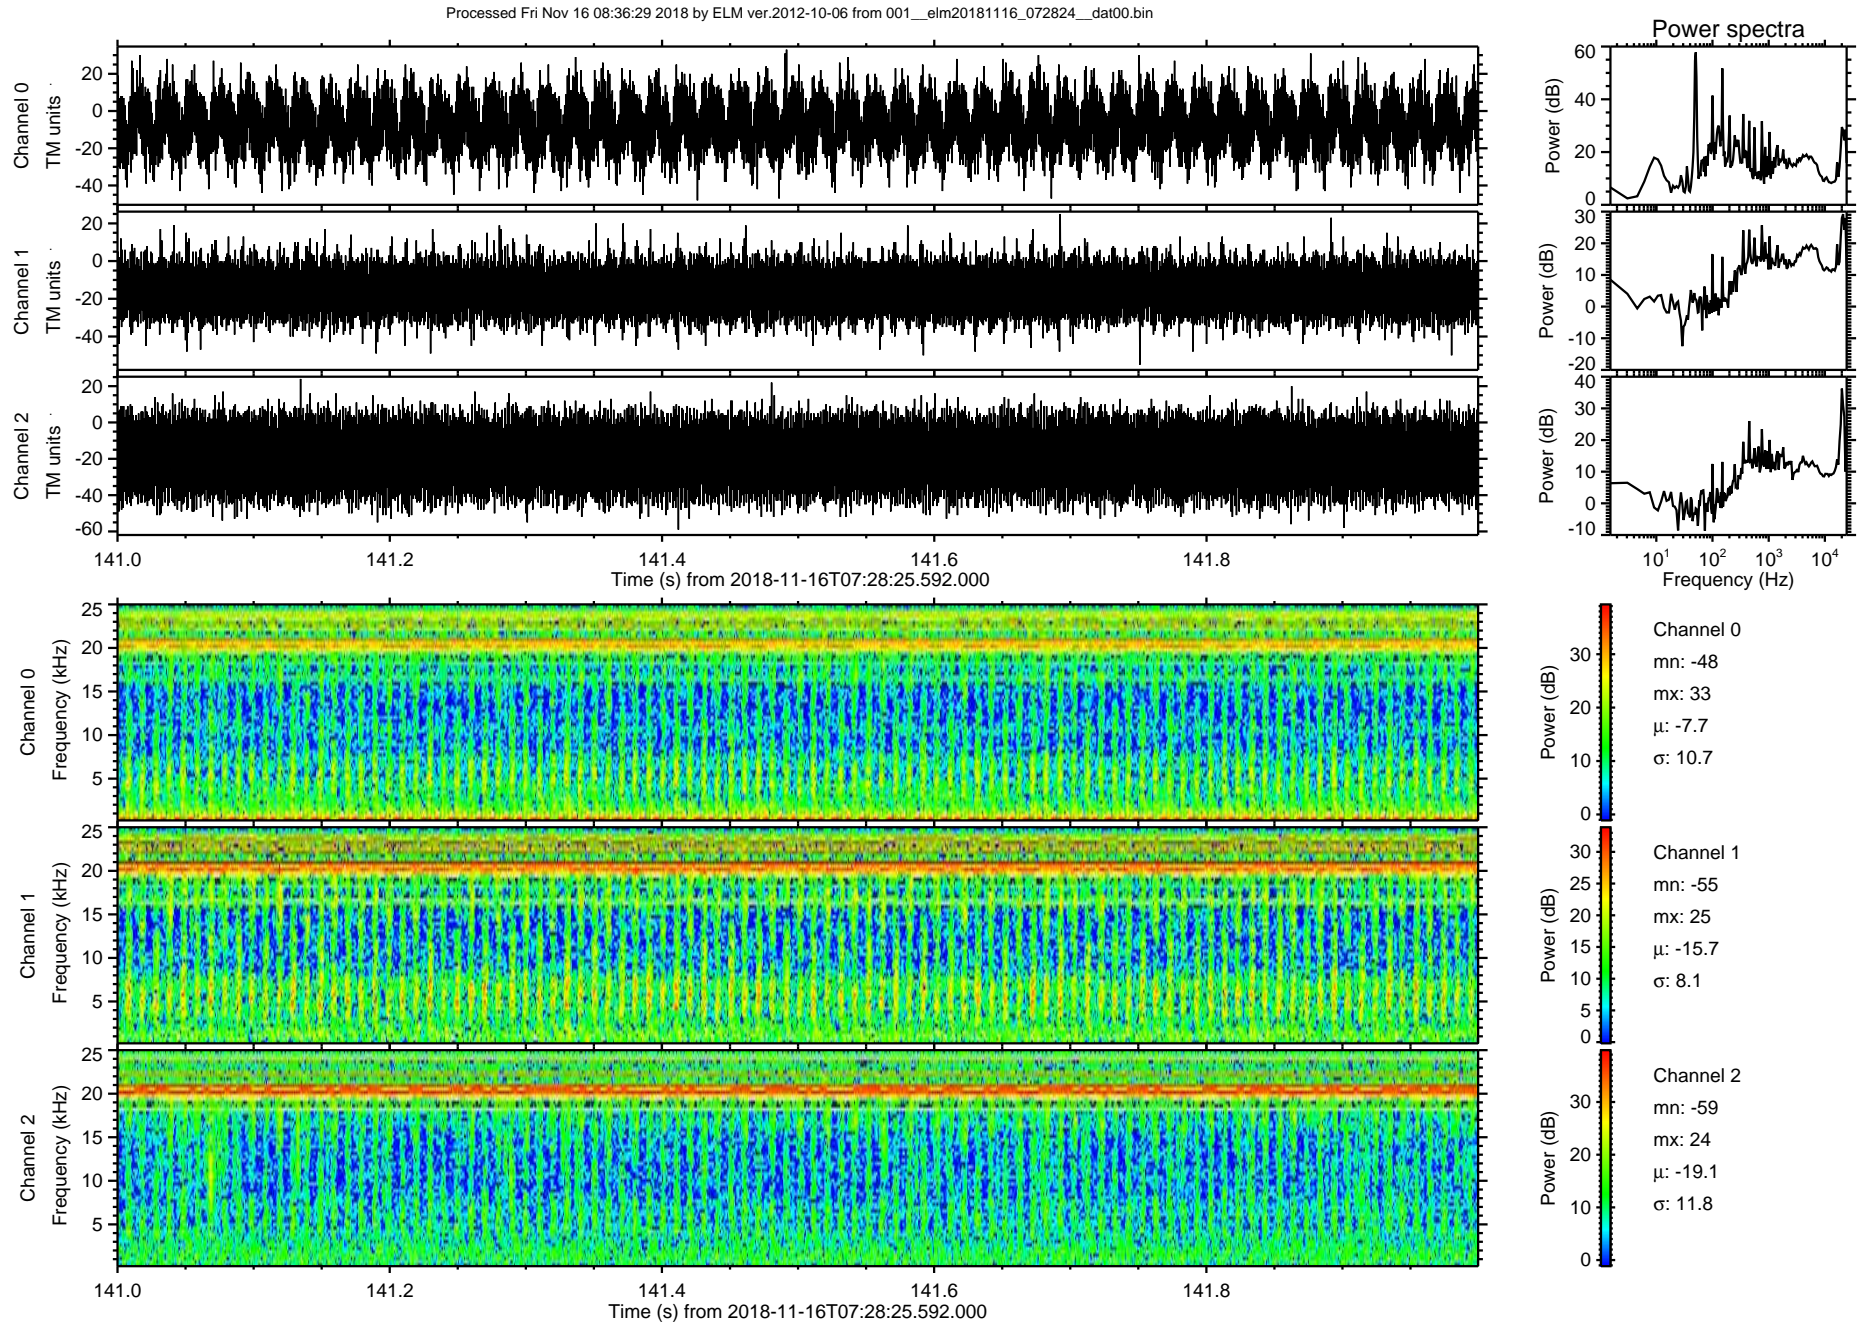 Processed Fri Nov 16 08:36:29 2018 by ELM ver.2012-10-06 from 001__elm20181116_072824__dat00.bin
Power spectra
Channel 0
TM units
20
0
-20
-40
Power (dB)
60
40
20
0
Channel 1
TM units
20
0
-20
-40
Power (dB)
30
20
10
0
-10
-20
Channel 2
TM units
20
0
-20
-40
-60
Power (dB)
40
30
20
10
0
-10
141.0 141.2 141.4 141.6 141.8
Time (s) from 2018-11-16T07:28:25.592.000
10¹ 10² 10³ 10⁴
Frequency (Hz)
Channel 0
Frequency (kHz)
25
20
15
10
5
Power (dB)
30
20
10
0
Channel 0
mn: -48
mx: 33
μ: -7.7
σ: 10.7
Channel 1
Frequency (kHz)
25
20
15
10
5
Power (dB)
30
25
20
15
10
5
0
Channel 1
mn: -55
mx: 25
μ: -15.7
σ: 8.1
Channel 2
Frequency (kHz)
25
20
15
10
5
Power (dB)
30
20
10
0
Channel 2
mn: -59
mx: 24
μ: -19.1
σ: 11.8
141.0 141.2 141.4 141.6 141.8
Time (s) from 2018-11-16T07:28:25.592.000